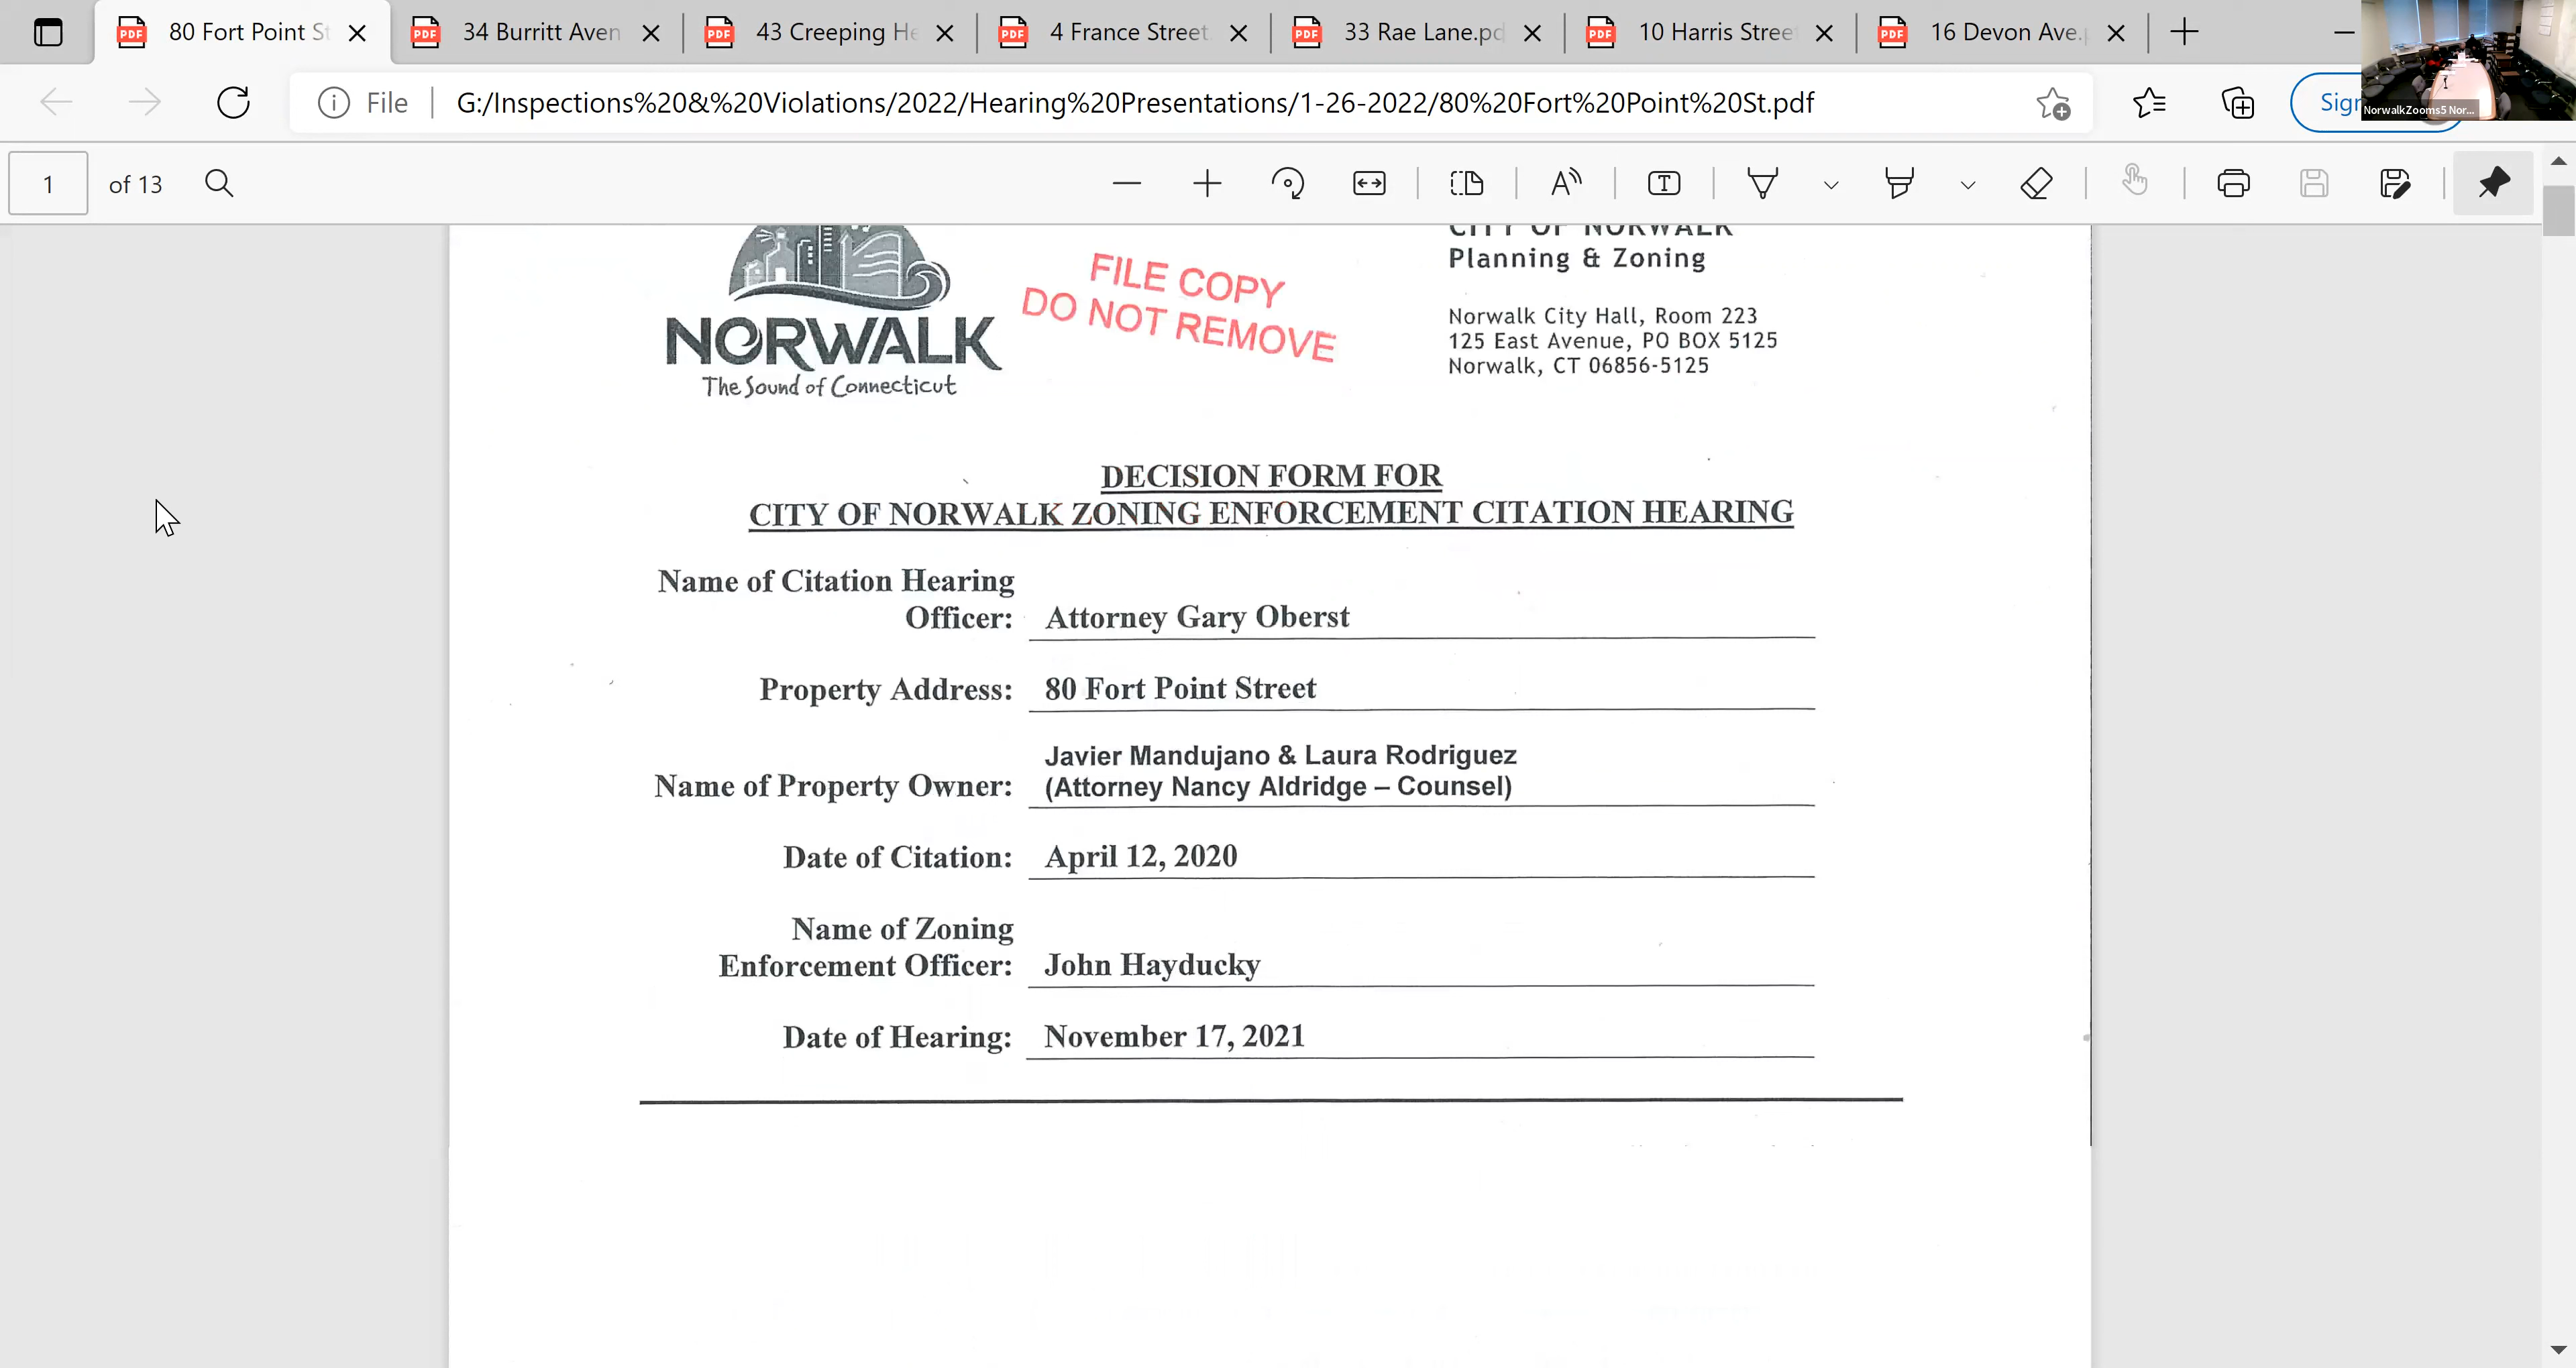 80 Fort Point St
34 Burritt Aven
43 Creeping He
4 France Street
33 Rae Lane.pd
10 Harris Stree
16 Devon Ave.p
File
G:/Inspections%20&%20Violations/2022/Hearing%20Presentations/1-26-2022/80%20Fort%20Point%20St.pdf
Sign
NorwalkZooms5 Nor...
1 of 13
NORWALK
The Sound of Connecticut
FILE COPY
DO NOT REMOVE
CITY OF NORWALK
Planning & Zoning
Norwalk City Hall, Room 223
125 East Avenue, PO BOX 5125
Norwalk, CT 06856-5125
DECISION FORM FOR
CITY OF NORWALK ZONING ENFORCEMENT CITATION HEARING
Name of Citation Hearing
Officer: Attorney Gary Oberst
Property Address: 80 Fort Point Street
Javier Mandujano & Laura Rodriguez
Name of Property Owner: (Attorney Nancy Aldridge – Counsel)
Date of Citation: April 12, 2020
Name of Zoning
Enforcement Officer: John Hayducky
Date of Hearing: November 17, 2021